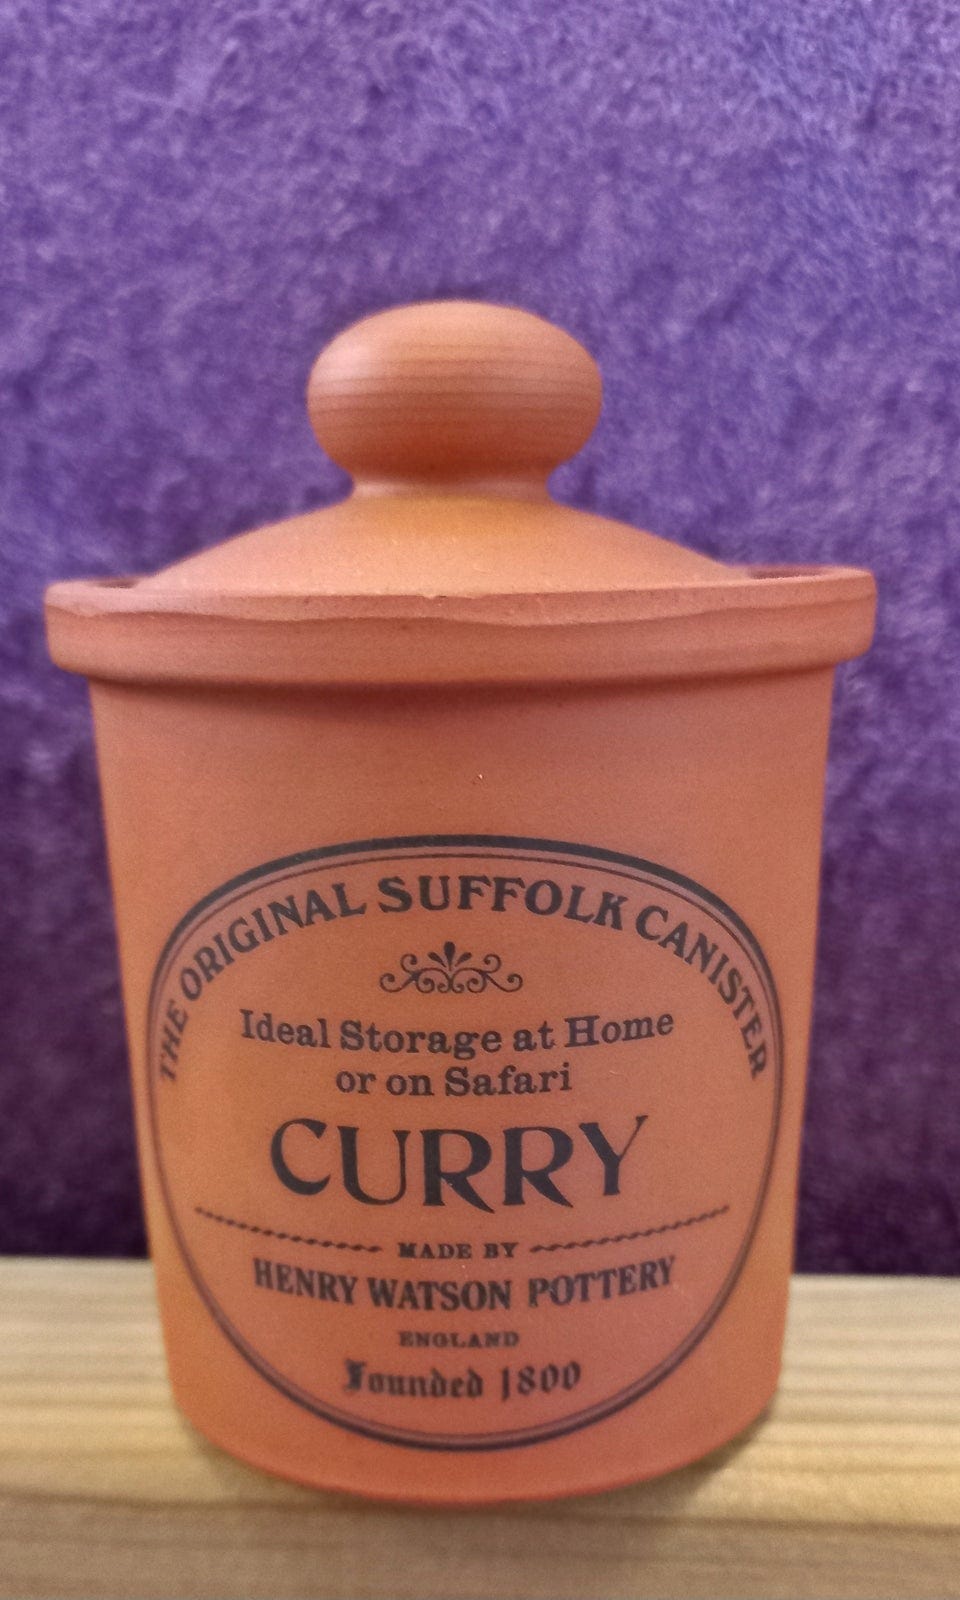 THE ORIGINAL SUFFOLK CANISTER
Ideal Storage at Home
or on Safari
CURRY
MADE BY
HENRY WATSON POTTERY
ENGLAND
Founded 1800